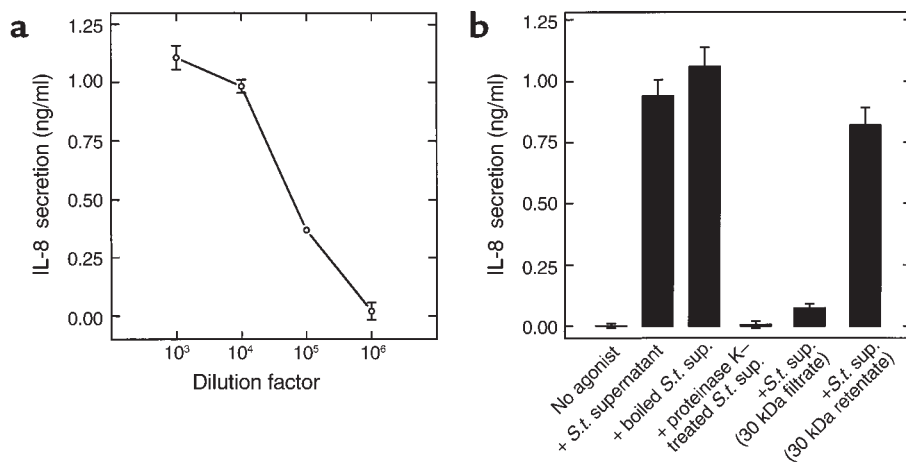 a
IL-8 secretion (ng/ml)
1.25
1.00
0.75
0.50
0.25
0.00
10³
10⁴
10⁵
10⁶
Dilution factor
b
IL-8 secretion (ng/ml)
1.25
1.00
0.75
0.50
0.25
0.00
No agonist
+ S.t. supernatant
+ boiled S.t. sup.
+ proteinase K–
treated S.t. sup.
+S.t. sup.
(30 kDa filtrate)
+S.t. sup.
(30 kDa retentate)